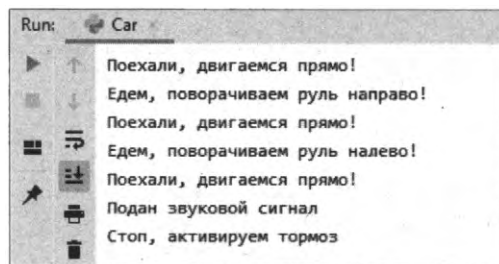 Run: Car
Поехали, двигаемся прямо!
Едем, поворачиваем руль направо!
Поехали, двигаемся прямо!
Едем, поворачиваем руль налево!
Поехали, двигаемся прямо!
Подан звуковой сигнал
Стоп, активируем тормоз